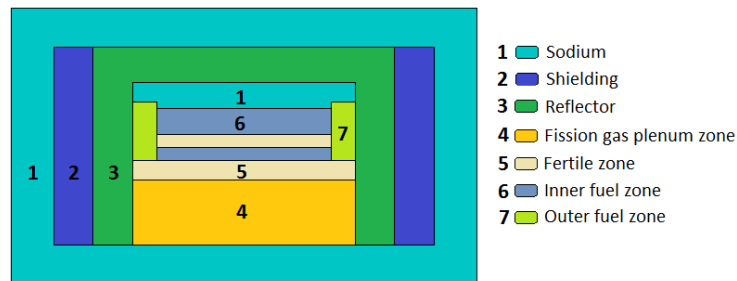 1
6
7
5
1 2 3
4
1 Sodium
2 Shielding
3 Reflector
4 Fission gas plenum zone
5 Fertile zone
6 Inner fuel zone
7 Outer fuel zone